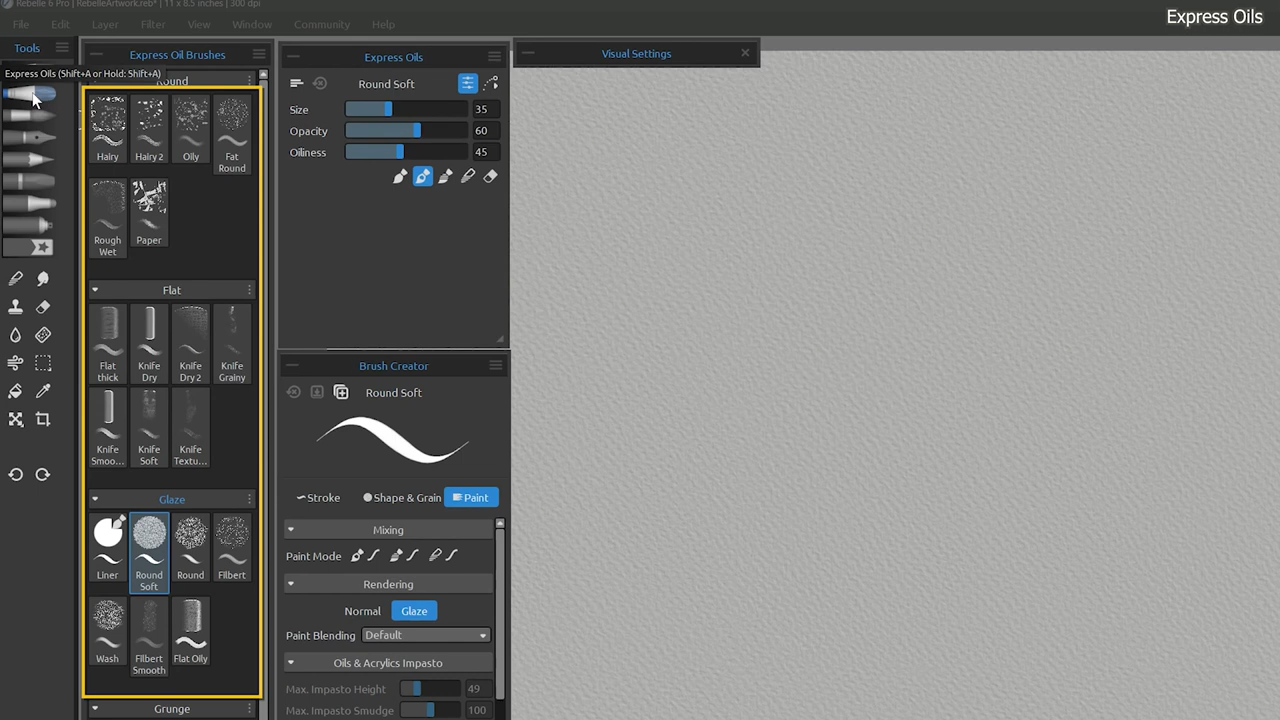 Rebelle 6 Pro | RebelleArtwork.reb* | 11 x 8.5 inches | 300 dpi
Express Oils
File Edit Layer Filter View Window Community Help
Tools
Express Oils (Shift+A or Hold: Shift+A)
Express Oil Brushes
Round
Hairy Hairy 2 Oily Fat Round
Rough Wet Paper
Flat
Flat thick Knife Dry Knife Dry 2 Knife Grainy
Knife Smoo... Knife Soft Knife Textu...
Glaze
Liner Round Soft Round Filbert
Wash Filbert Smooth Flat Oily
Grunge
Express Oils
Round Soft
Size 35
Opacity 60
Oiliness 45
Brush Creator
Round Soft
Stroke Shape & Grain Paint
Mixing
Paint Mode
Rendering
Normal Glaze
Paint Blending Default
Oils & Acrylics Impasto
Max. Impasto Height 49
Max. Impasto Smudge 100
Visual Settings